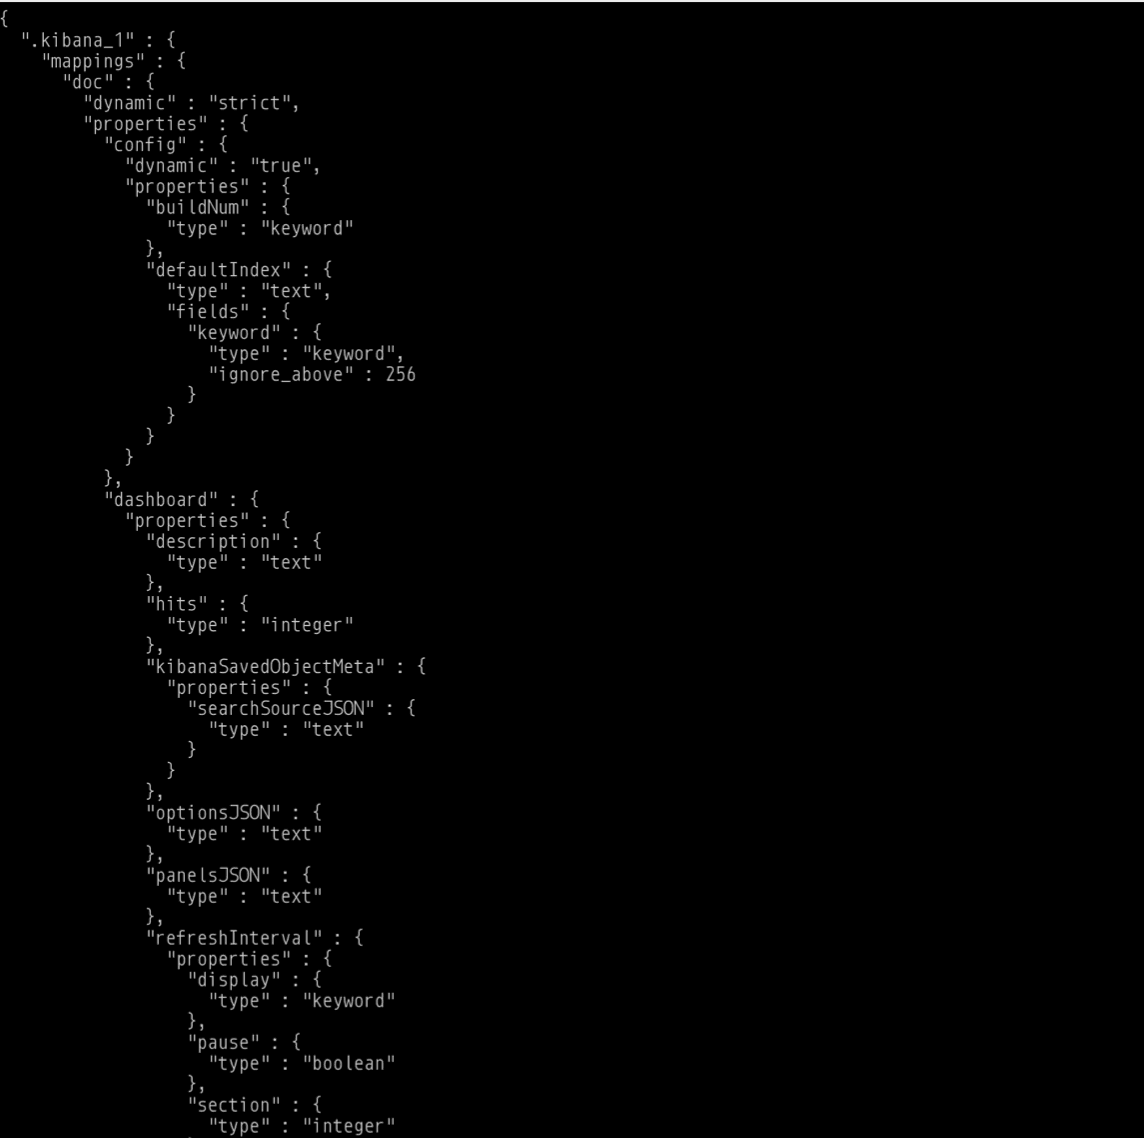 {
  ".kibana_1" : {
    "mappings" : {
      "doc" : {
        "dynamic" : "strict",
        "properties" : {
          "config" : {
            "dynamic" : "true",
            "properties" : {
              "buildNum" : {
                "type" : "keyword"
              },
              "defaultIndex" : {
                "type" : "text",
                "fields" : {
                  "keyword" : {
                    "type" : "keyword",
                    "ignore_above" : 256
                  }
                }
              }
            }
          },
          "dashboard" : {
            "properties" : {
              "description" : {
                "type" : "text"
              },
              "hits" : {
                "type" : "integer"
              },
              "kibanaSavedObjectMeta" : {
                "properties" : {
                  "searchSourceJSON" : {
                    "type" : "text"
                  }
                }
              },
              "optionsJSON" : {
                "type" : "text"
              },
              "panelsJSON" : {
                "type" : "text"
              },
              "refreshInterval" : {
                "properties" : {
                  "display" : {
                    "type" : "keyword"
                  },
                  "pause" : {
                    "type" : "boolean"
                  },
                  "section" : {
                    "type" : "integer"